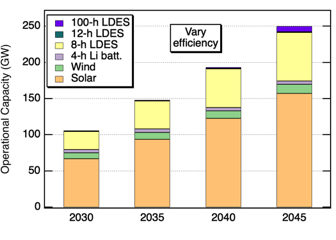 100-h LDES
12-h LDES
8-h LDES
4-h Li batt.
Wind
Solar
Vary
efficiency
Operational Capacity (GW)
250
200
150
100
50
0
2030
2035
2040
2045